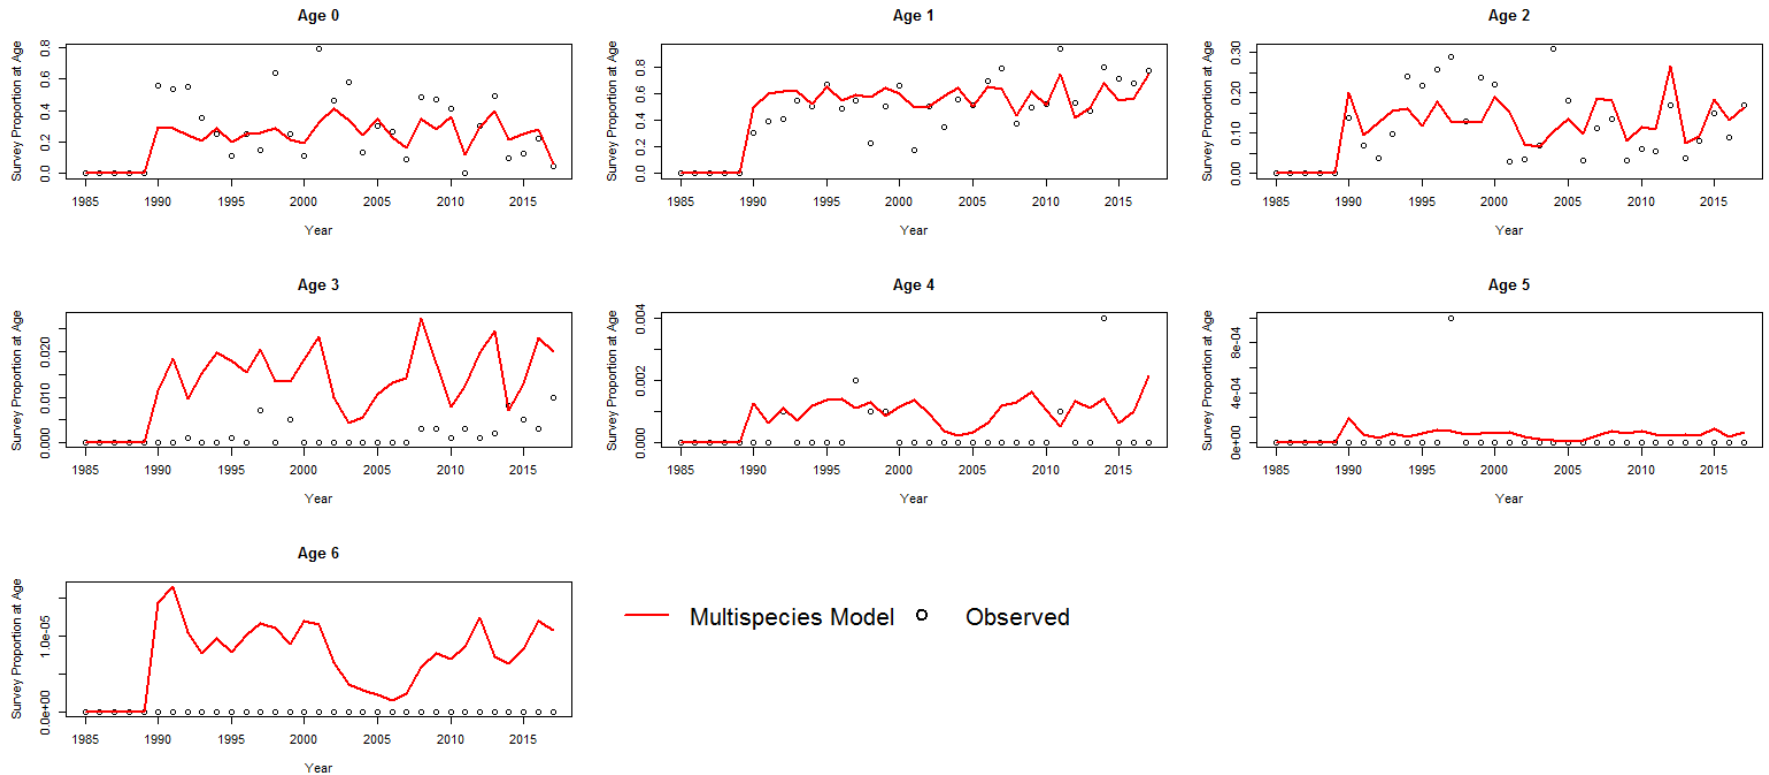 Age 0
Survey Proportion at Age
0.0 0.2 0.4 0.6 0.8
1985 1990 1995 2000 2005 2010 2015
Year
Age 1
Survey Proportion at Age
0.0 0.2 0.4 0.6 0.8
1985 1990 1995 2000 2005 2010 2015
Year
Age 2
Survey Proportion at Age
0.00 0.10 0.20 0.30
1985 1990 1995 2000 2005 2010 2015
Year
Age 3
Survey Proportion at Age
0.000 0.010 0.020
1985 1990 1995 2000 2005 2010 2015
Year
Age 4
Survey Proportion at Age
0.000 0.002 0.004
1985 1990 1995 2000 2005 2010 2015
Year
Age 5
Survey Proportion at Age
0e+00 4e-04 8e-04
1985 1990 1995 2000 2005 2010 2015
Year
Age 6
Survey Proportion at Age
0.0e+00 1.0e-05
1985 1990 1995 2000 2005 2010 2015
Year
Multispecies Model Observed